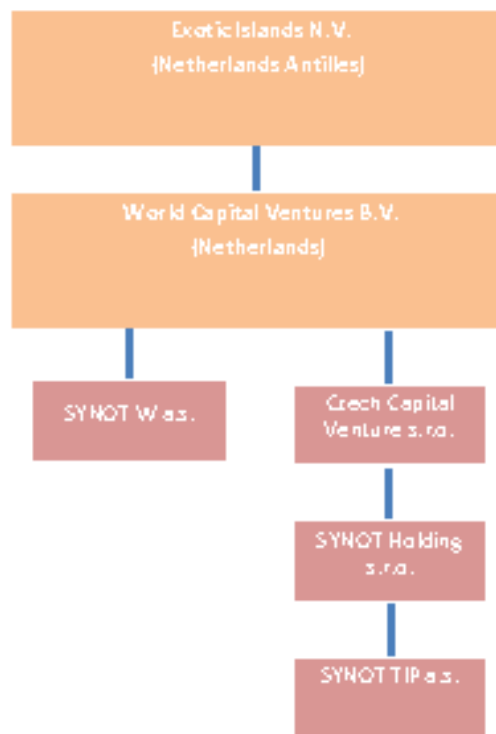 Exotic Islands N.V.
(Netherlands Antilles)
World Capital Ventures B.V.
(Netherlands)
SYNOT W a.s.
Czech Capital
Venture s.r.o.
SYNOT Holding
s.r.o.
SYNOT TIP a.s.